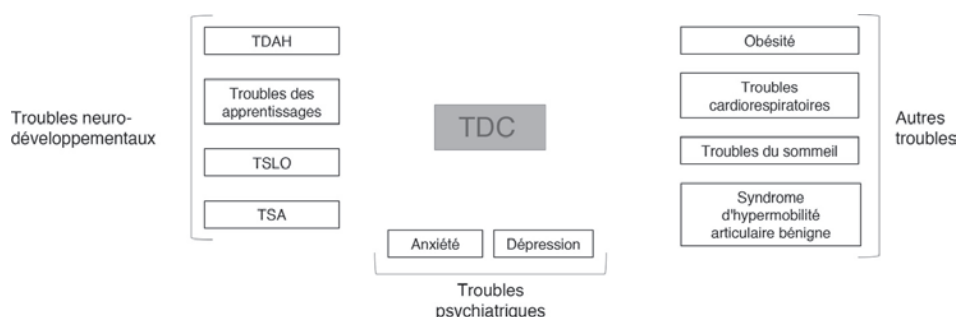 Troubles neuro-
développementaux
TDAH
Troubles des
apprentissages
TSLO
TSA
TDC
Anxiété
Dépression
Troubles
psychiatriques
Obésité
Troubles
cardiorespiratoires
Troubles du sommeil
Syndrome
d'hypermobilité
articulaire bénigne
Autres
troubles